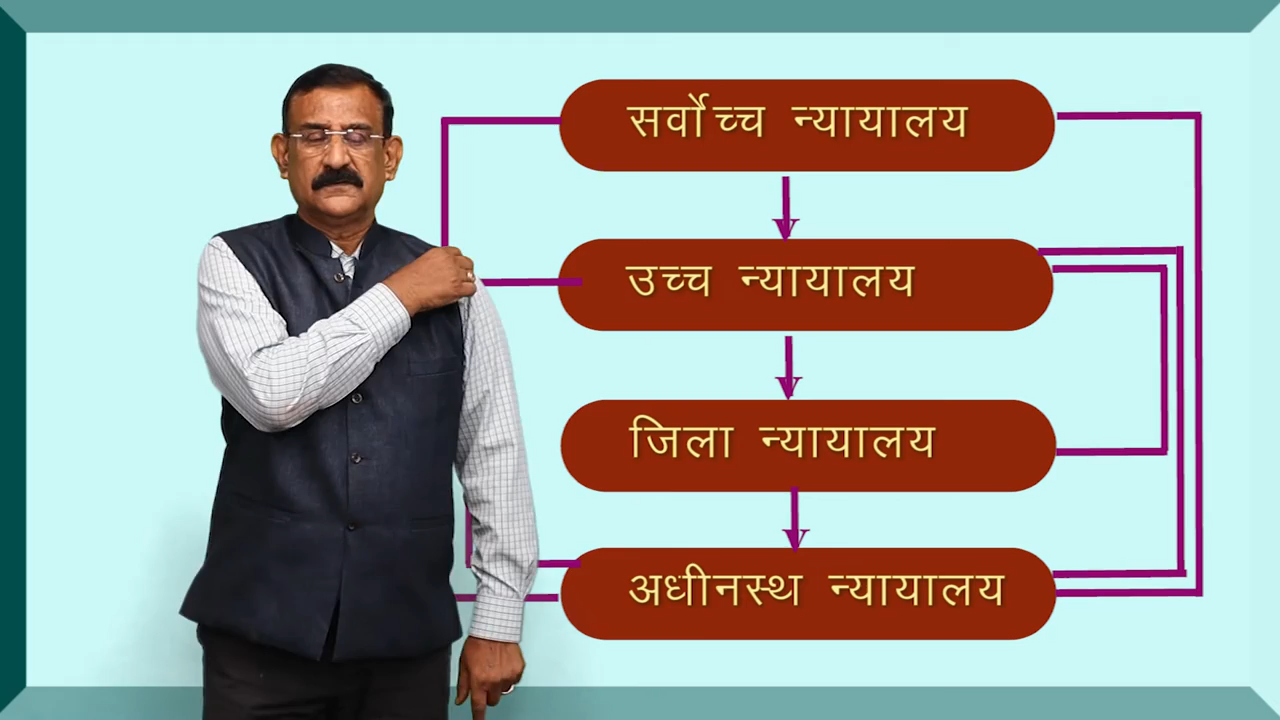 सर्वोच्च न्यायालय
उच्च न्यायालय
जिला न्यायालय
अधीनस्थ न्यायालय